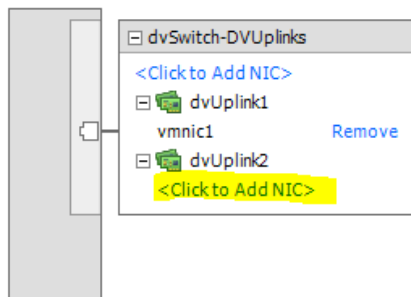 dvSwitch-DVUplinks
<Click to Add NIC>
dvUplink1
vmnic1 Remove
dvUplink2
<Click to Add NIC>